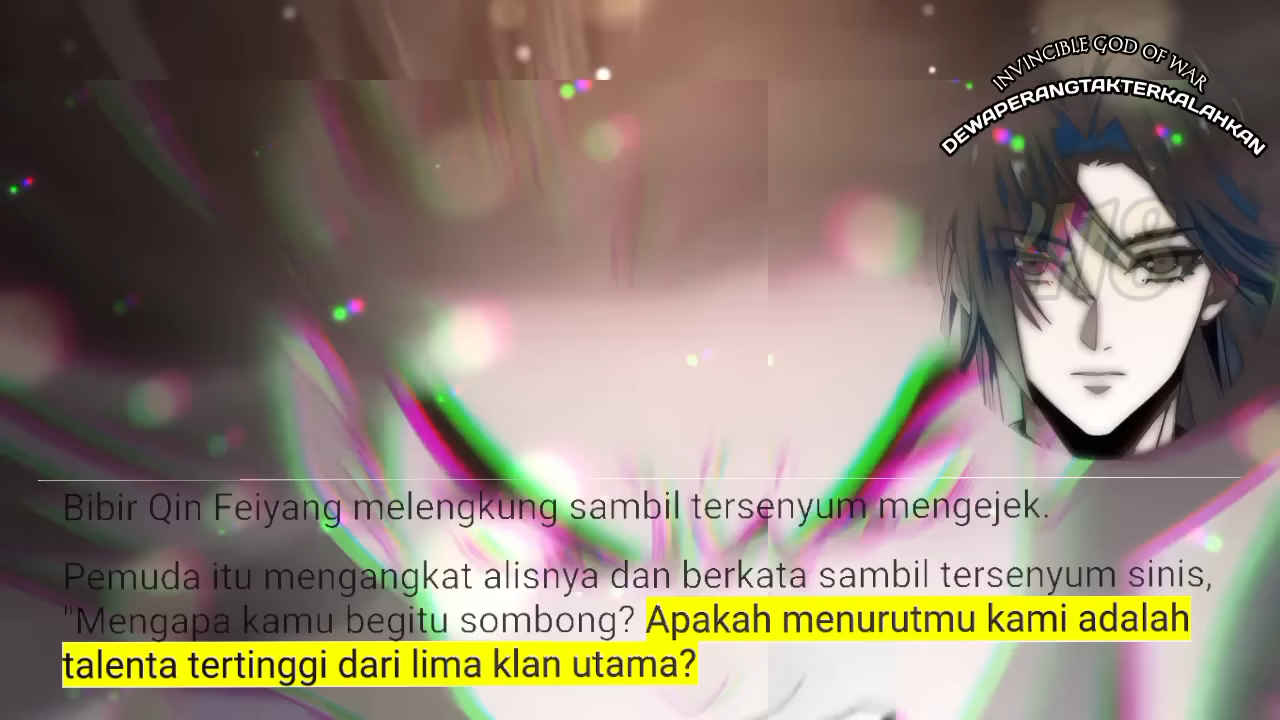 INVINCIBLE GOD OF WAR
DEWAPERANGTAKTERKALAHKAN
Bibir Qin Feiyang melengkung sambil tersenyum mengejek.
Pemuda itu mengangkat alisnya dan berkata sambil tersenyum sinis,
"Mengapa kamu begitu sombong? Apakah menurutmu kami adalah
talenta tertinggi dari lima klan utama?